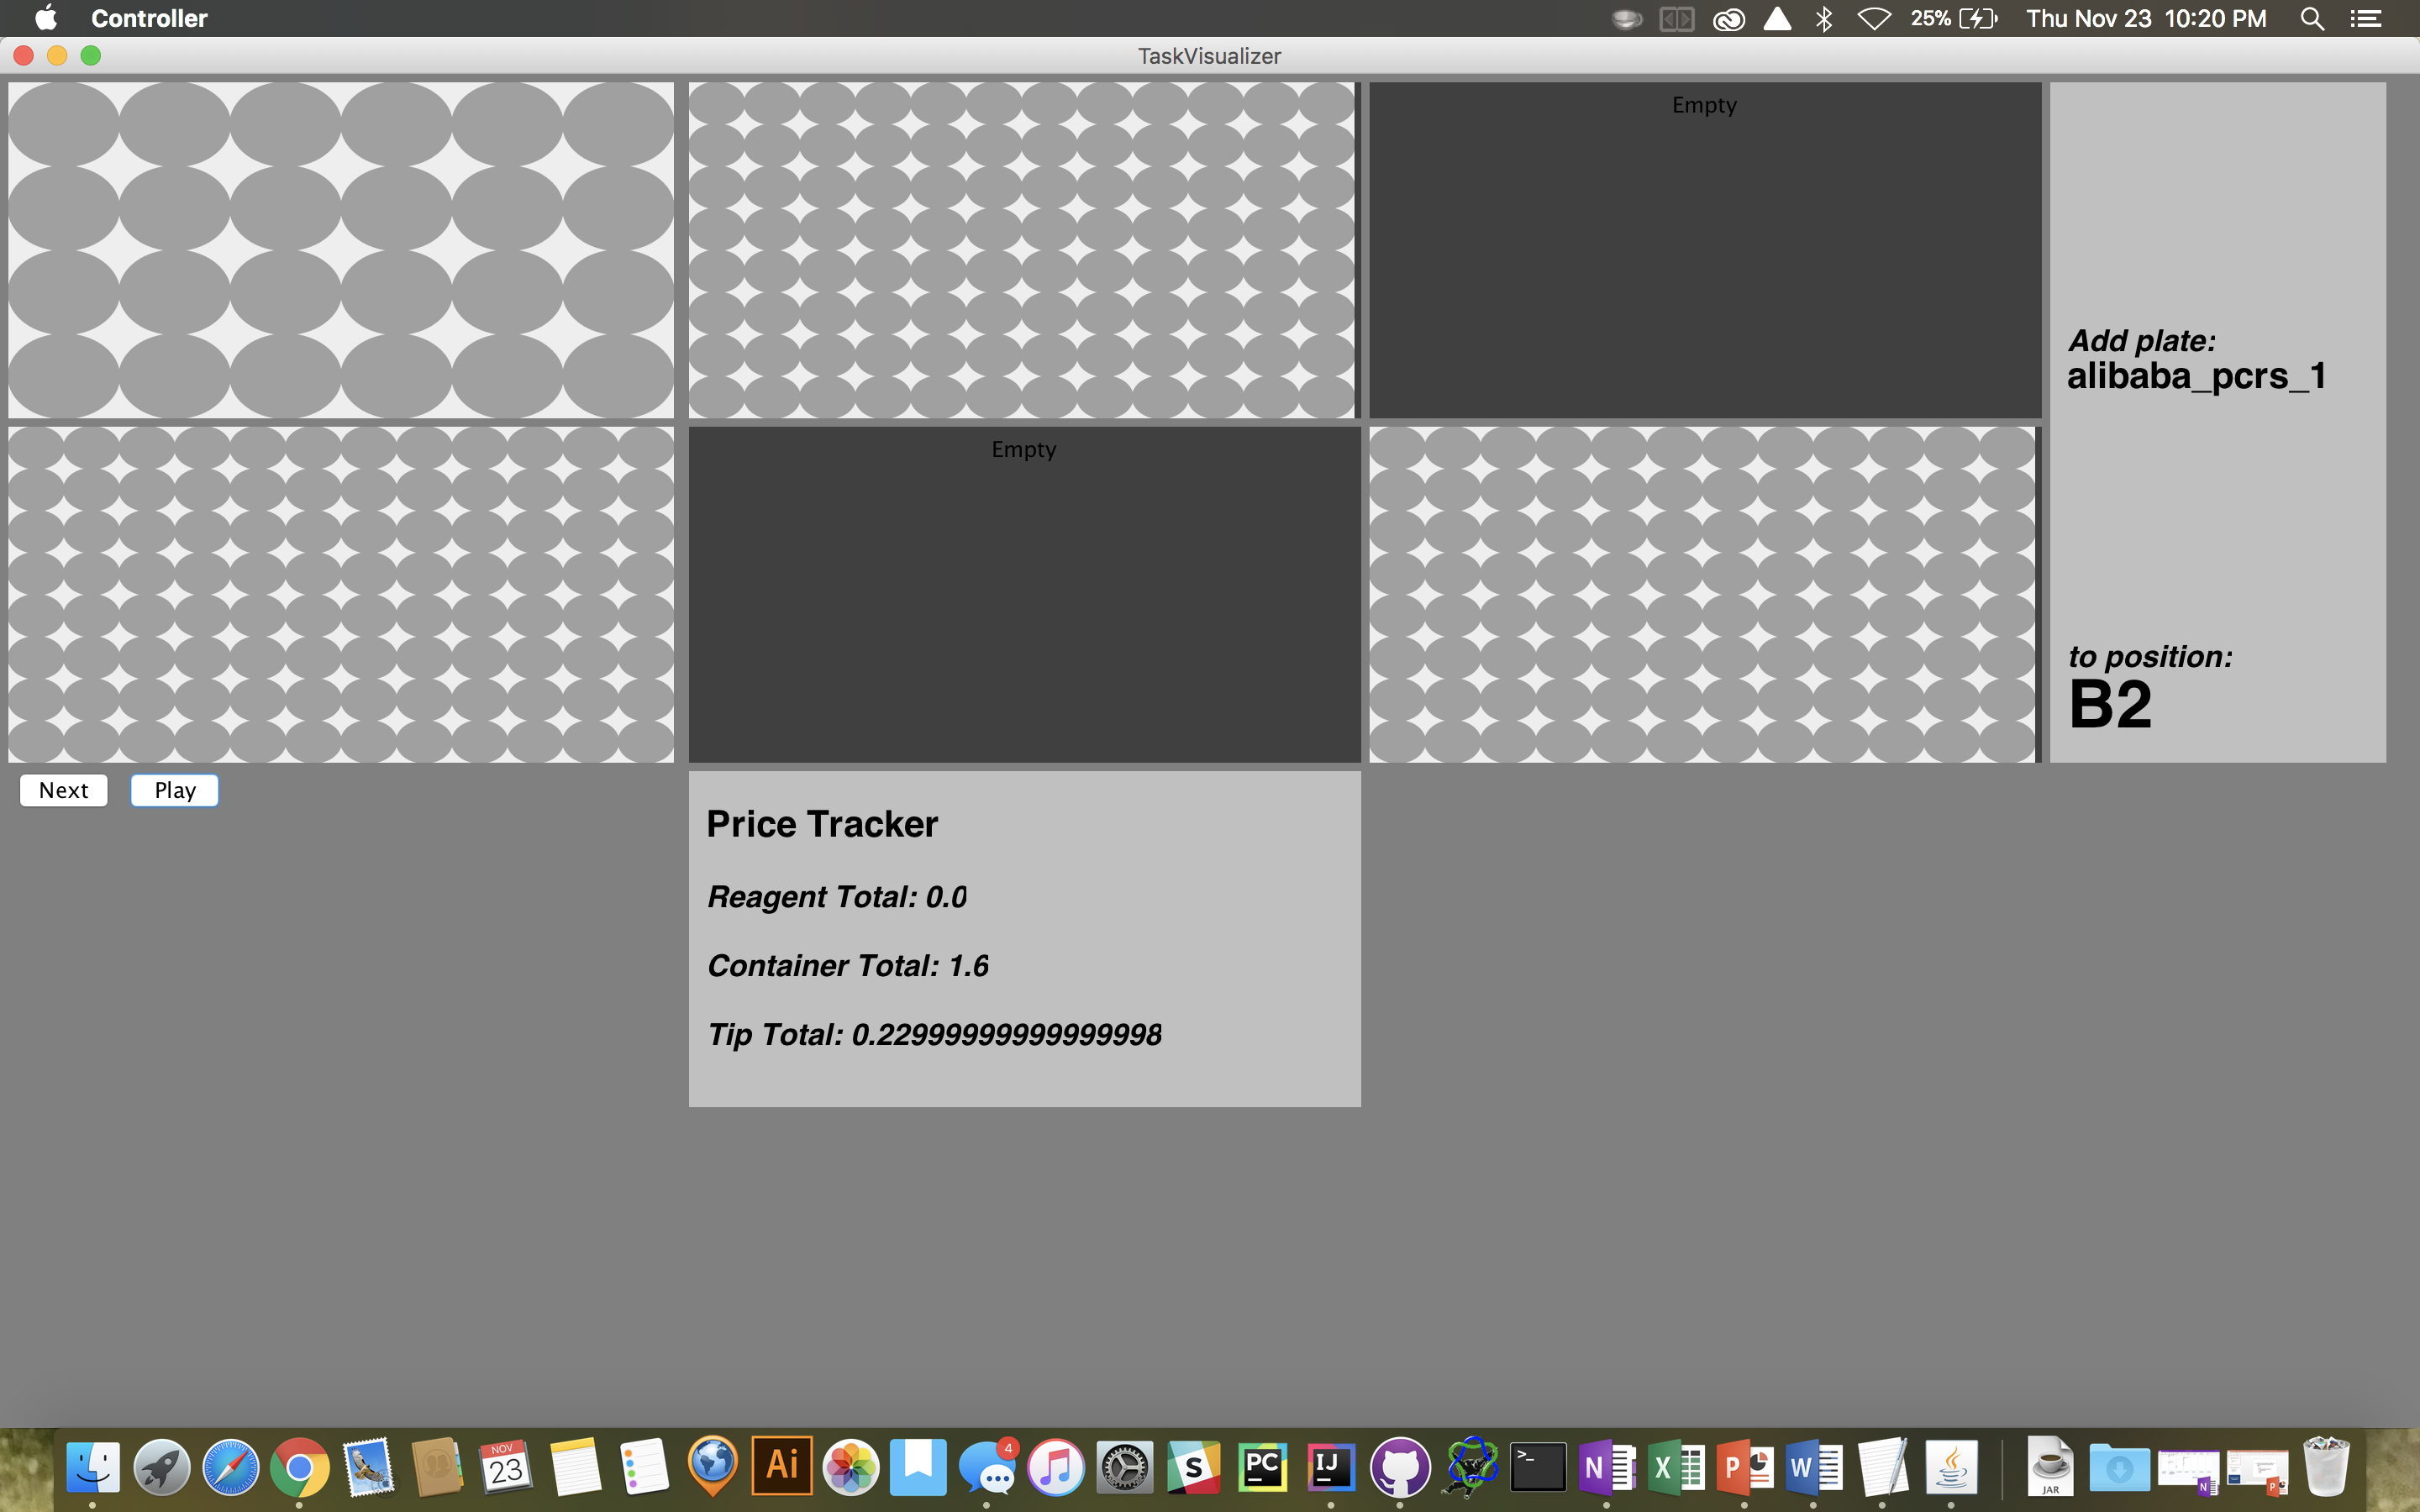 Controller
25%
Thu Nov 23 10:20 PM
TaskVisualizer
Empty
Add plate:
alibaba_pcrs_1
Empty
to position:
B2
Next
Play
Price Tracker
Reagent Total: 0.0
Container Total: 1.6
Tip Total: 0.22999999999999998
NOV
23
Ai
4
S
PC
IJ
>_
N
X
P
W
JAR
N
P